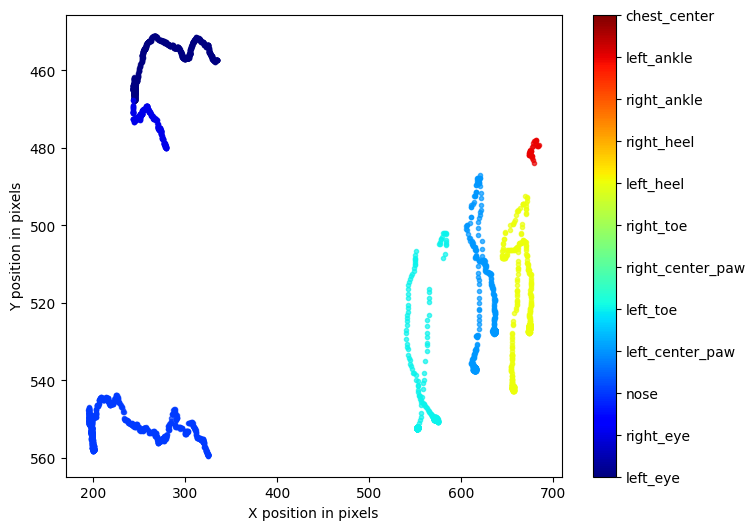 Y position in pixels
460
480
500
520
540
560
200
300
400
500
600
700
X position in pixels
chest_center
left_ankle
right_ankle
right_heel
left_heel
right_toe
right_center_paw
left_toe
left_center_paw
nose
right_eye
left_eye